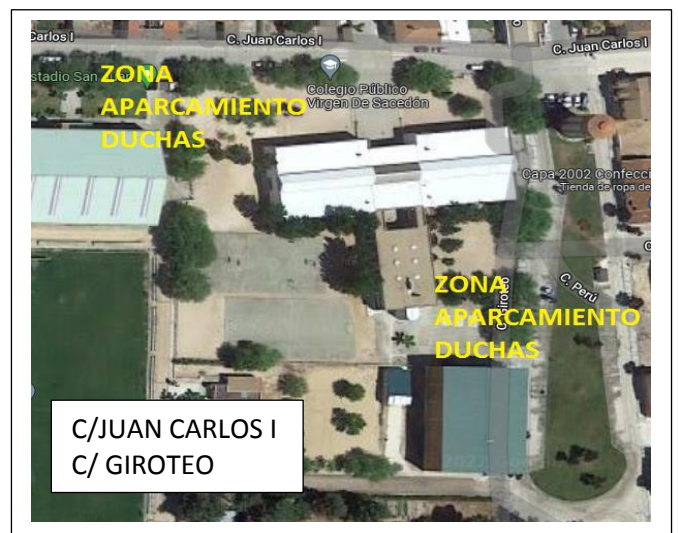 Carlos I
C. Juan Carlos I
C. Juan Carlos I
ZONA
APARCAMIENTO
DUCHAS
Colegio Público
Virgen De Sacedón
Capa 2002 Confecci
Tienda de ropa de
C. Perú
ZONA
APARCAMIENTO
DUCHAS
C/JUAN CARLOS I
C/ GIROTEO